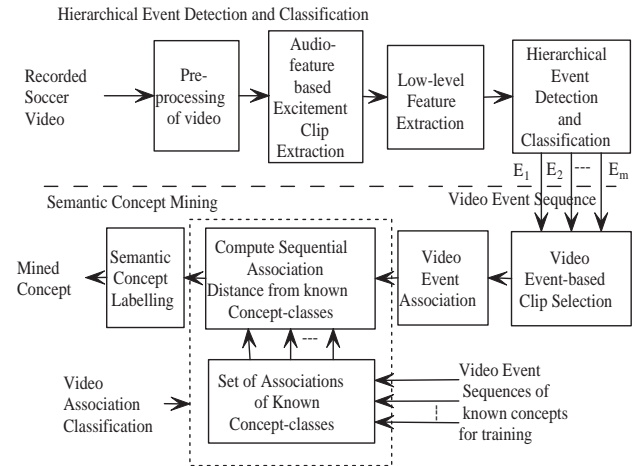 Hierarchical Event Detection and Classification
Recorded
Soccer
Video
Pre-
processing
of video
Audio-
feature
based
Excitement
Clip
Extraction
Low-level
Feature
Extraction
Hierarchical
Event
Detection
and
Classification
E1 E2 --- Em
Semantic Concept Mining
Video Event Sequence
Mined
Concept
Semantic
Concept
Labelling
Compute Sequential
Association
Distance from known
Concept-classes
Video
Event
Association
Video
Event-based
Clip Selection
---
Video
Association
Classification
Set of Associations
of Known
Concept-classes
Video Event
Sequences of
known concepts
for training